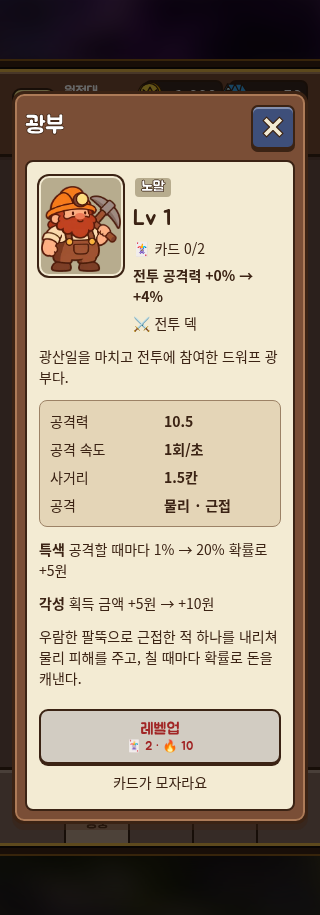 원정대
광부
노말
Lv 1
🃏 카드 0/2
전투 공격력 +0% →
+4%
⚔️ 전투 덱
광산일을 마치고 전투에 참여한 드워프 광
부다.
공격력 10.5
공격 속도 1회/초
사거리 1.5칸
공격 물리 · 근접
특색 공격할 때마다 1% → 20% 확률로
+5원
각성 획득 금액 +5원 → +10원
우람한 팔뚝으로 근접한 적 하나를 내리쳐
물리 피해를 주고, 칠 때마다 확률로 돈을
캐낸다.
레벨업
🃏 2 · 🔥 10
카드가 모자라요